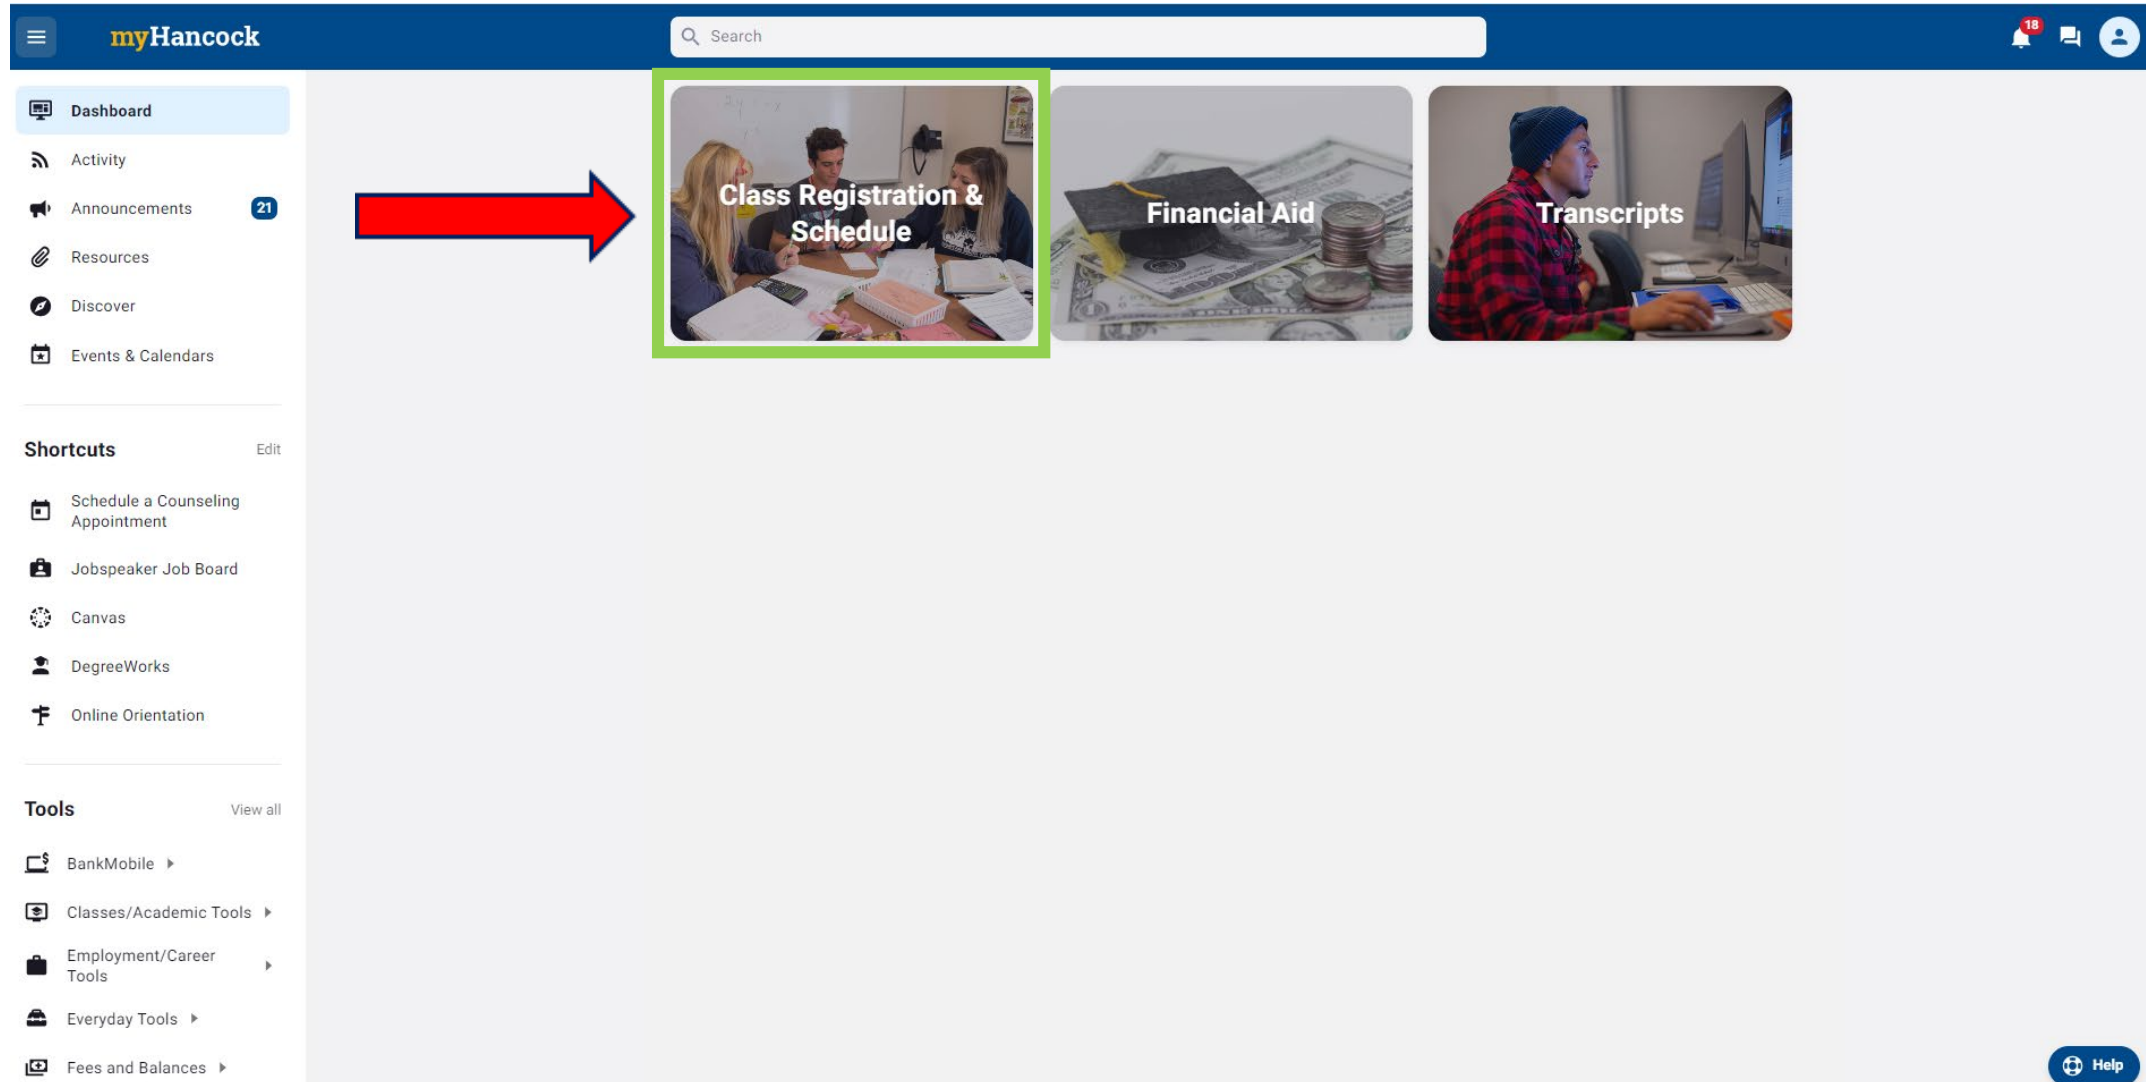 myHancock
Search
18
Dashboard
Activity
Announcements 21
Resources
Discover
Events & Calendars
Shortcuts Edit
Schedule a Counseling
Appointment
Jobspeaker Job Board
Canvas
DegreeWorks
Online Orientation
Tools View all
BankMobile
Classes/Academic Tools
Employment/Career
Tools
Everyday Tools
Fees and Balances
Class Registration &
Schedule
Financial Aid
Transcripts
Help